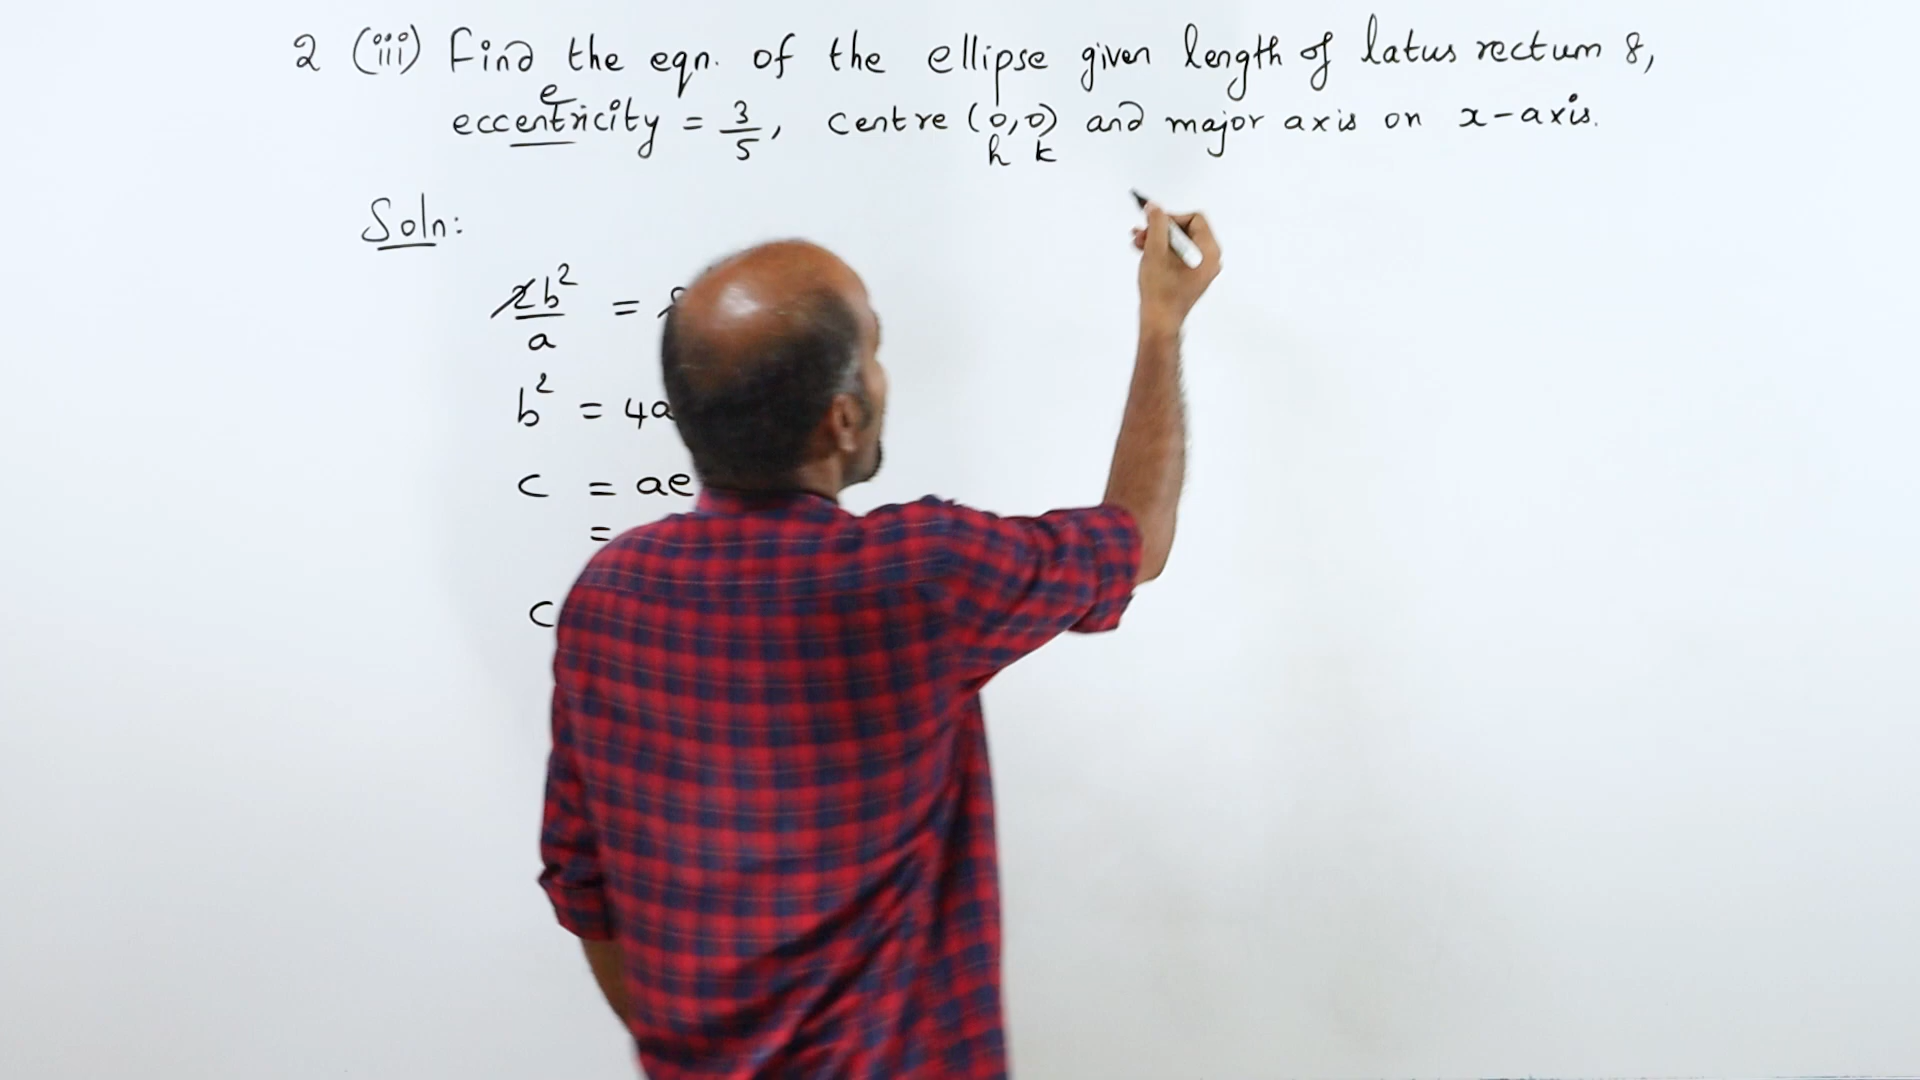 2 (iii) Find the eqn. of the ellipse given length of latus rectum 8,
e
eccentricity = 3/5, centre (0,0) and major axis on x-axis.
h k
Soln:
2b²/a =
b² = 4a
c = ae
=
c